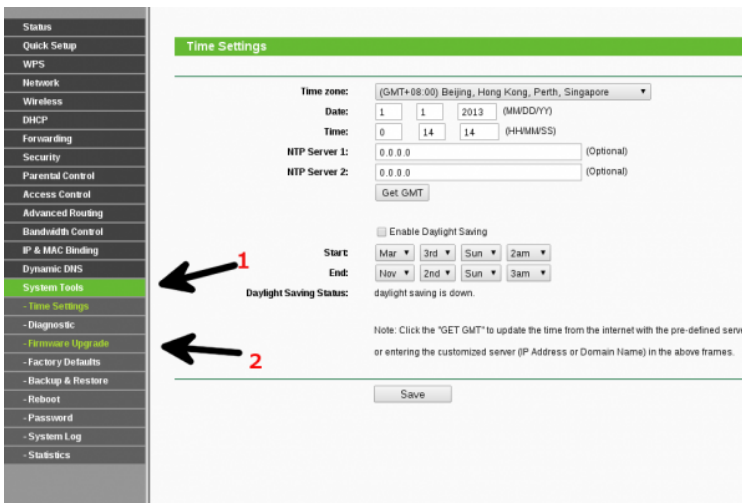 Status
Quick Setup
WPS
Network
Wireless
DHCP
Forwarding
Security
Parental Control
Access Control
Advanced Routing
Bandwidth Control
IP & MAC Binding
Dynamic DNS
System Tools
- Time Settings
- Diagnostic
- Firmware Upgrade
- Factory Defaults
- Backup & Restore
- Reboot
- Password
- System Log
- Statistics
1
2
Time Settings
Time zone: (GMT+08:00) Beijing, Hong Kong, Perth, Singapore
Date: 1 1 2013 (MM/DD/YY)
Time: 0 14 14 (HH/MM/SS)
NTP Server 1: 0.0.0.0 (Optional)
NTP Server 2: 0.0.0.0 (Optional)
Get GMT
Enable Daylight Saving
Start: Mar 3rd Sun 2am
End: Nov 2nd Sun 3am
Daylight Saving Status: daylight saving is down.
Note: Click the "GET GMT" to update the time from the internet with the pre-defined serve
or entering the customized server (IP Address or Domain Name) in the above frames.
Save